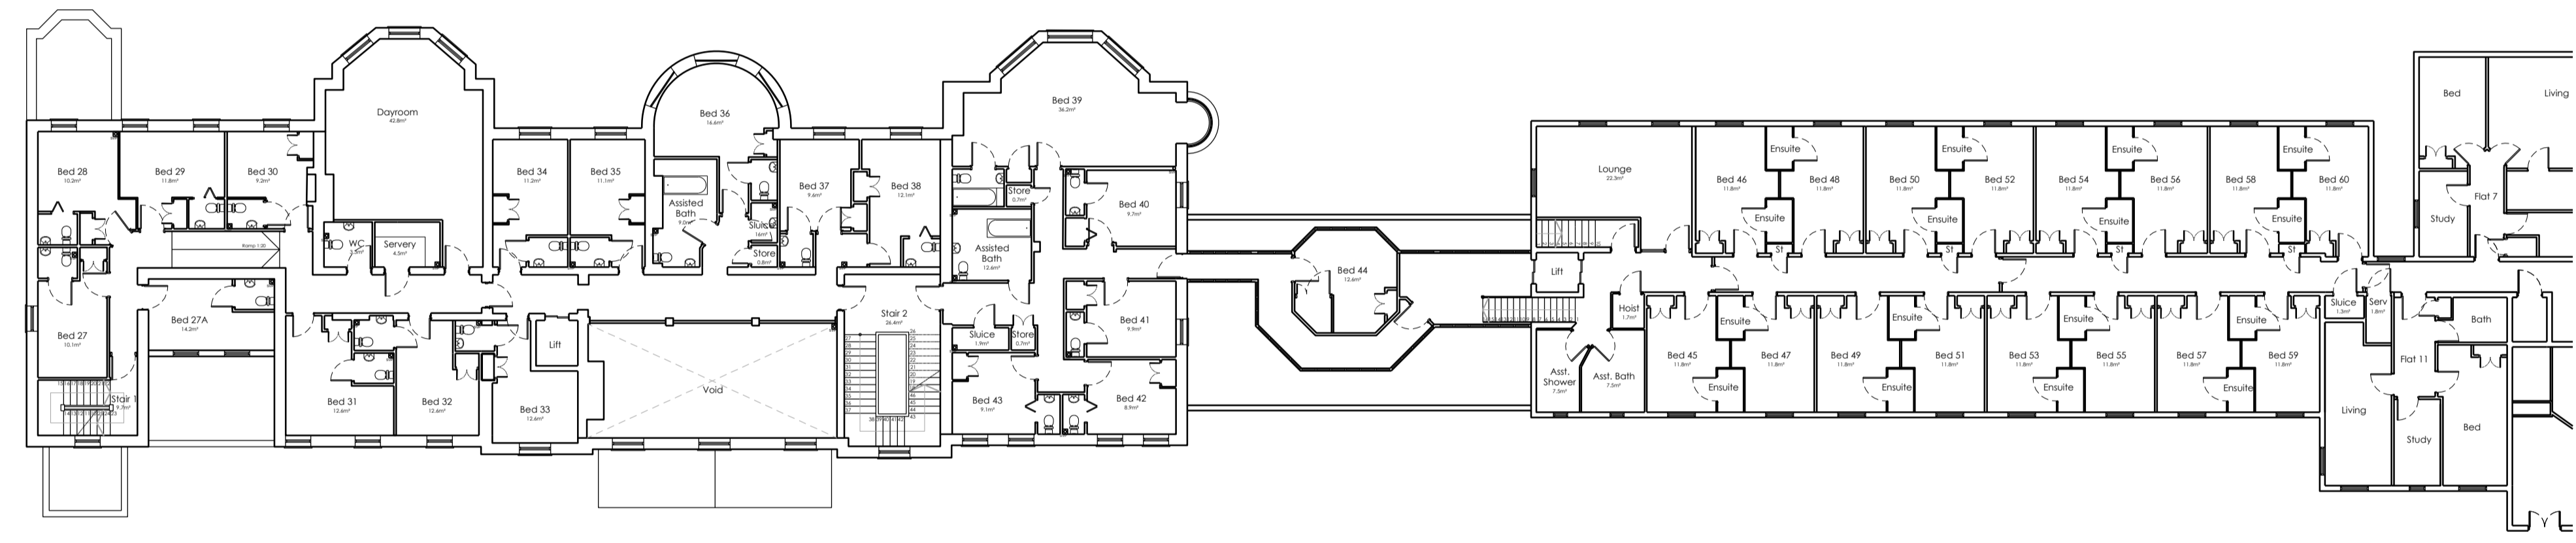 Bed 28
10.2m²
Bed 29
11.8m²
Bed 30
9.2m²
Dayroom
42.8m²
WC
Servery
4.5m²
Ramp 1:20
Bed 27
10.1m²
Bed 27A
14.2m²
Stair 1
9.7m²
Bed 31
12.6m²
Bed 32
12.6m²
Lift
Bed 33
12.6m²
Bed 34
11.2m²
Bed 35
11.1m²
Bed 36
16.6m²
Assisted
Bath
Sluice
Store
0.8m²
Bed 37
9.6m²
Bed 38
12.1m²
Void
Stair 2
26.4m²
Bed 39
36.2m²
Store
0.7m²
Bed 40
9.7m²
Assisted
Bath
12.6m²
Sluice
1.9m²
Store
0.7m²
Bed 41
9.9m²
Bed 43
9.1m²
Bed 42
8.9m²
Bed 44
12.6m²
Lounge
22.3m²
Lift
Hoist
1.7m²
Asst.
Shower
7.5m²
Asst. Bath
7.5m²
Bed 46
11.8m²
Ensuite
Ensuite
St
Bed 48
11.8m²
Bed 50
11.8m²
Ensuite
Ensuite
St
Bed 52
11.8m²
Bed 54
11.8m²
Ensuite
Ensuite
St
Bed 56
11.8m²
Bed 58
11.8m²
Ensuite
Ensuite
St
Bed 60
11.8m²
Bed 45
11.8m²
Ensuite
Ensuite
Bed 47
11.8m²
Bed 49
11.8m²
Ensuite
Ensuite
Bed 51
11.8m²
Bed 53
11.8m²
Ensuite
Ensuite
Bed 55
11.8m²
Bed 57
11.8m²
Ensuite
Ensuite
Bed 59
11.8m²
Sluice
1.3m²
Serv
1.8m²
Bath
Flat 11
Living
Study
Bed
Bed
Living
Flat 7
Study